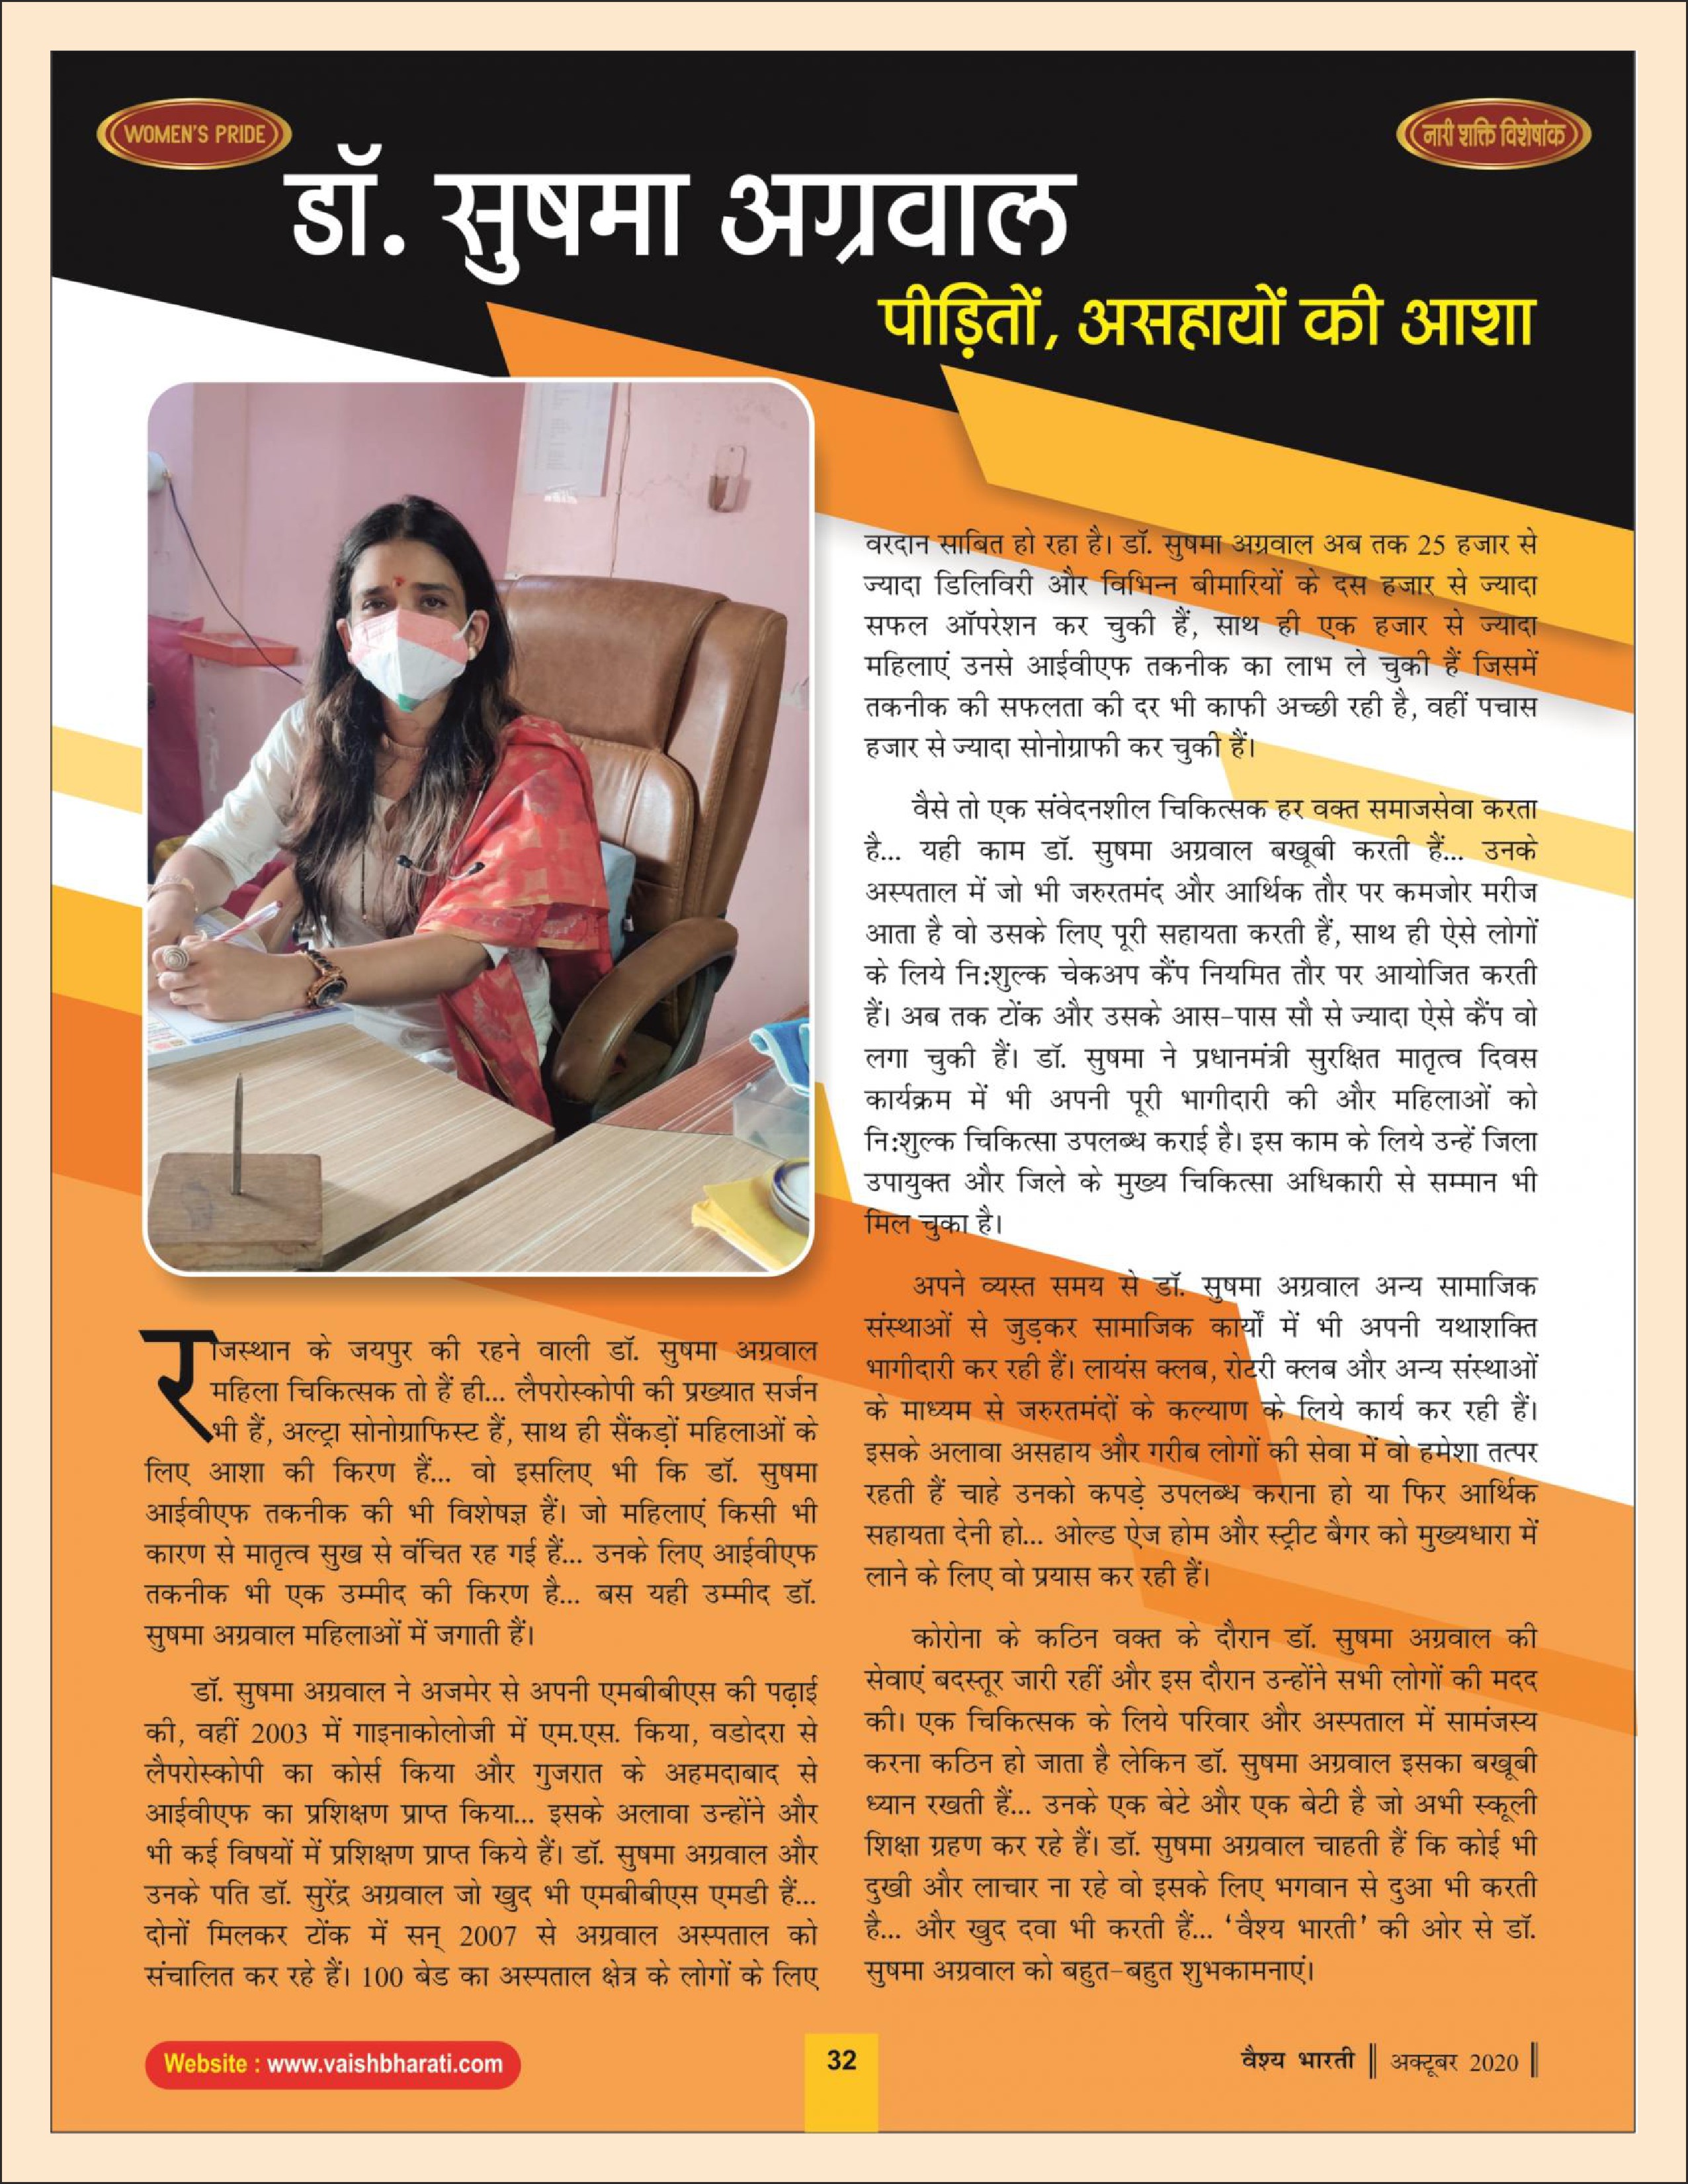 WOMEN'S PRIDE
नारी शक्ति विशेषांक
डॉ. सुषमा अग्रवाल
पीड़ितों, असहायों की आशा
राजस्थान के जयपुर की रहने वाली डॉ. सुषमा अग्रवाल
महिला चिकित्सक तो हैं ही... लैपरोस्कोपी की प्रख्यात सर्जन
भी हैं, अल्ट्रा सोनोग्राफिस्ट हैं, साथ ही सैंकड़ों महिलाओं के
लिए आशा की किरण हैं... वो इसलिए भी कि डॉ. सुषमा
आईवीएफ तकनीक की भी विशेषज्ञ हैं। जो महिलाएं किसी भी
कारण से मातृत्व सुख से वंचित रह गई हैं... उनके लिए आईवीएफ
तकनीक भी एक उम्मीद की किरण है... बस यही उम्मीद डॉ.
सुषमा अग्रवाल महिलाओं में जगाती हैं।
डॉ. सुषमा अग्रवाल ने अजमेर से अपनी एमबीबीएस की पढ़ाई
की, वहीं 2003 में गाइनाकोलोजी में एम.एस. किया, वडोदरा से
लैपरोस्कोपी का कोर्स किया और गुजरात के अहमदाबाद से
आईवीएफ का प्रशिक्षण प्राप्त किया... इसके अलावा उन्होंने और
भी कई विषयों में प्रशिक्षण प्राप्त किये हैं। डॉ. सुषमा अग्रवाल और
उनके पति डॉ. सुरेंद्र अग्रवाल जो खुद भी एमबीबीएस एमडी हैं...
दोनों मिलकर टोंक में सन् 2007 से अग्रवाल अस्पताल को
संचालित कर रहे हैं। 100 बेड का अस्पताल क्षेत्र के लोगों के लिए
वरदान साबित हो रहा है। डॉ. सुषमा अग्रवाल अब तक 25 हजार से
ज्यादा डिलिविरी और विभिन्न बीमारियों के दस हजार से ज्यादा
सफल ऑपरेशन कर चुकी हैं, साथ ही एक हजार से ज्यादा
महिलाएं उनसे आईवीएफ तकनीक का लाभ ले चुकी हैं जिसमें
तकनीक की सफलता की दर भी काफी अच्छी रही है, वहीं पचास
हजार से ज्यादा सोनोग्राफी कर चुकी हैं।
वैसे तो एक संवेदनशील चिकित्सक हर वक्त समाजसेवा करता
है... यही काम डॉ. सुषमा अग्रवाल बखूबी करती हैं... उनके
अस्पताल में जो भी जरुरतमंद और आर्थिक तौर पर कमजोर मरीज
आता है वो उसके लिए पूरी सहायता करती हैं, साथ ही ऐसे लोगों
के लिये नि:शुल्क चेकअप कैंप नियमित तौर पर आयोजित करती
हैं। अब तक टोंक और उसके आस-पास सौ से ज्यादा ऐसे कैंप वो
लगा चुकी हैं। डॉ. सुषमा ने प्रधानमंत्री सुरक्षित मातृत्व दिवस
कार्यक्रम में भी अपनी पूरी भागीदारी की और महिलाओं को
नि:शुल्क चिकित्सा उपलब्ध कराई है। इस काम के लिये उन्हें जिला
उपायुक्त और जिले के मुख्य चिकित्सा अधिकारी से सम्मान भी
मिल चुका है।
अपने व्यस्त समय से डॉ. सुषमा अग्रवाल अन्य सामाजिक
संस्थाओं से जुड़कर सामाजिक कार्यों में भी अपनी यथाशक्ति
भागीदारी कर रही हैं। लायंस क्लब, रोटरी क्लब और अन्य संस्थाओं
के माध्यम से जरुरतमंदों के कल्याण के लिये कार्य कर रही हैं।
इसके अलावा असहाय और गरीब लोगों की सेवा में वो हमेशा तत्पर
रहती हैं चाहे उनको कपड़े उपलब्ध कराना हो या फिर आर्थिक
सहायता देनी हो... ओल्ड ऐज होम और स्ट्रीट बैगर को मुख्यधारा में
लाने के लिए वो प्रयास कर रही हैं।
कोरोना के कठिन वक्त के दौरान डॉ. सुषमा अग्रवाल की
सेवाएं बदस्तूर जारी रहीं और इस दौरान उन्होंने सभी लोगों की मदद
की। एक चिकित्सक के लिये परिवार और अस्पताल में सामंजस्य
करना कठिन हो जाता है लेकिन डॉ. सुषमा अग्रवाल इसका बखूबी
ध्यान रखती हैं... उनके एक बेटे और एक बेटी है जो अभी स्कूली
शिक्षा ग्रहण कर रहे हैं। डॉ. सुषमा अग्रवाल चाहती हैं कि कोई भी
दुखी और लाचार ना रहे वो इसके लिए भगवान से दुआ भी करती
है... और खुद दवा भी करती हैं... 'वैश्य भारती' की ओर से डॉ.
सुषमा अग्रवाल को बहुत-बहुत शुभकामनाएं।
Website : www.vaishbharati.com
32
वैश्य भारती || अक्टूबर 2020 ||